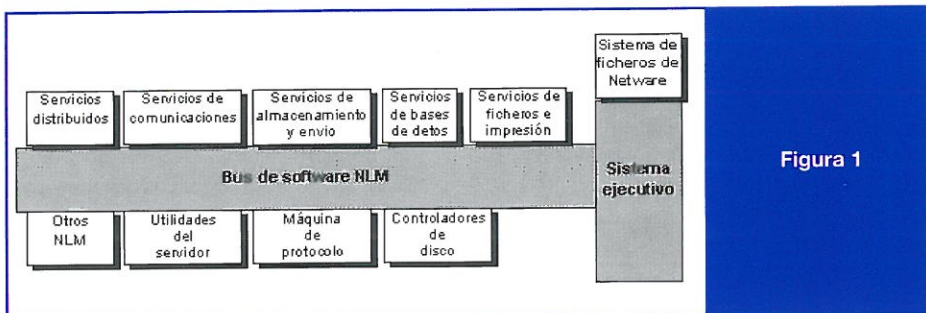 Sistema de
ficheros de
Netware
Servicios
distribuidos
Servicios de
comunicaciones
Servicios de
almacenamiento
y envio
Servicios
de bases
de detos
Servicios de
ficheros e
impresión
Bus de software NLM
Sistema
ejecutivo
Otros
NLM
Utilidades
del
servidor
Máquina
de
protocolo
Controladores
de
disco
Figura 1